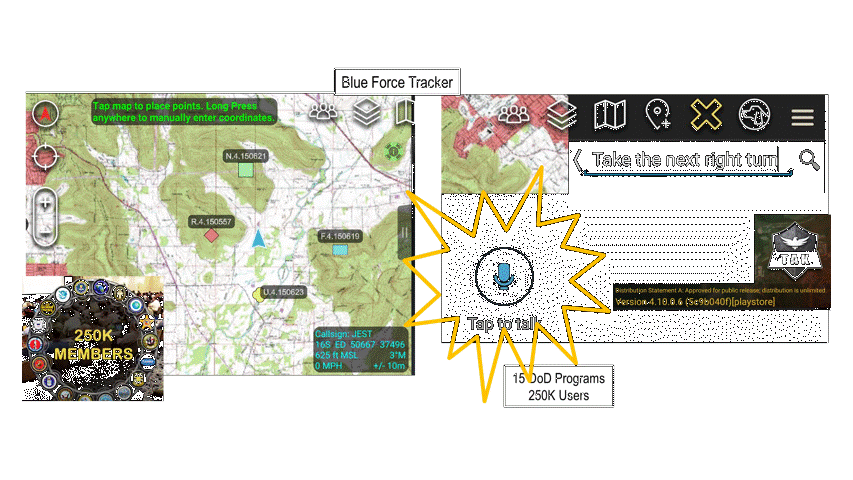 Blue Force Tracker
Tap map to place points. Long Press
anywhere to manually enter coordinates.
N.4.150621
R.4.150557
F.4.150619
U.4.150623
Callsign: JEST
16S ED 50667 37496
625 ft MSL 3°M
0 MPH +/- 10m
250K
MEMBERS
Take the next right turn
Tap to talk
TAK
Distribution Statement A: Approved for public release; distribution is unlimited
Version 4.10.0.6 [playstore]
15 DoD Programs
250K Users